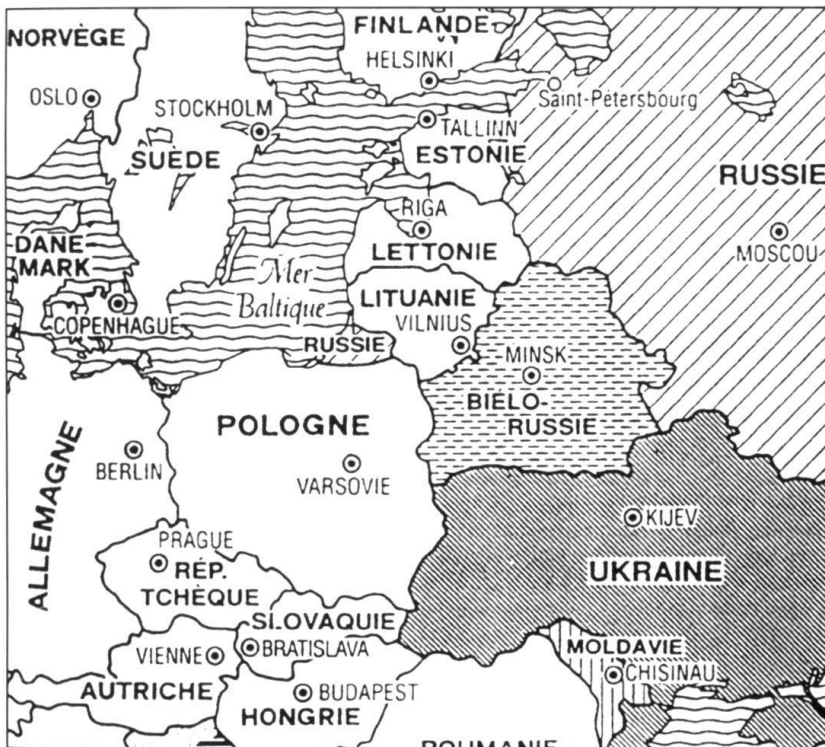 NORVÈGE
FINLANDE
HELSINKI
OSLO
STOCKHOLM
Saint-Pétersbourg
TALLINN
SUÈDE
ESTONIE
RUSSIE
RIGA
MOSCOU
DANE
MARK
LETTONIE
Mer
Baltique
LITUANIE
COPENHAGUE
VILNIUS
RUSSIE
MINSK
BIÉLO-
RUSSIE
POLOGNE
ALLEMAGNE
BERLIN
VARSOVIE
KIJEV
PRAGUE
RÉP.
TCHÈQUE
UKRAINE
SLOVAQUIE
VIENNE
BRATISLAVA
MOLDAVIE
CHISINAU
AUTRICHE
BUDAPEST
HONGRIE
ROUMANIE